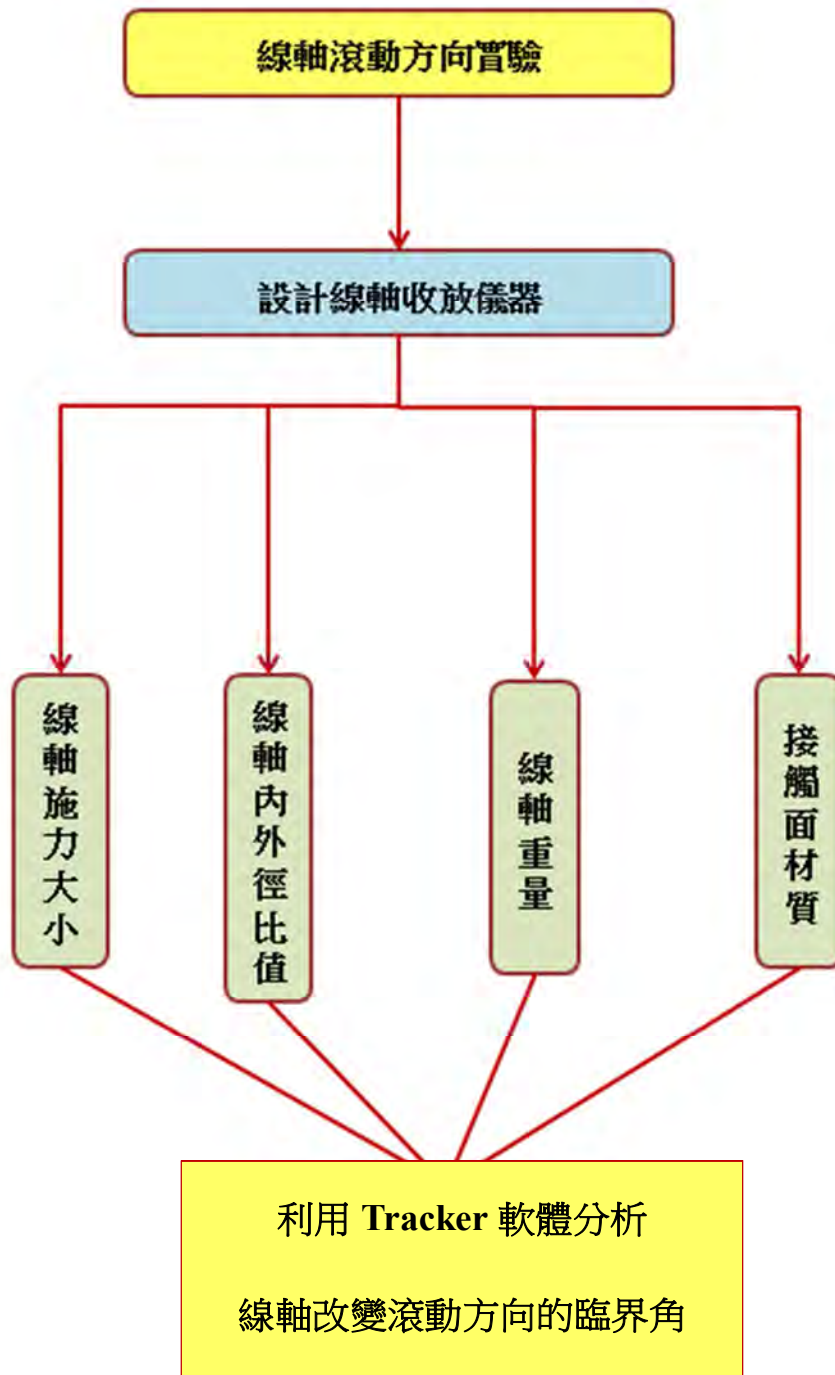 線軸滾動方向實驗
設計線軸收放儀器
線軸施力大小
線軸內外徑比值
線軸重量
接觸面材質
利用 Tracker 軟體分析
線軸改變滾動方向的臨界角